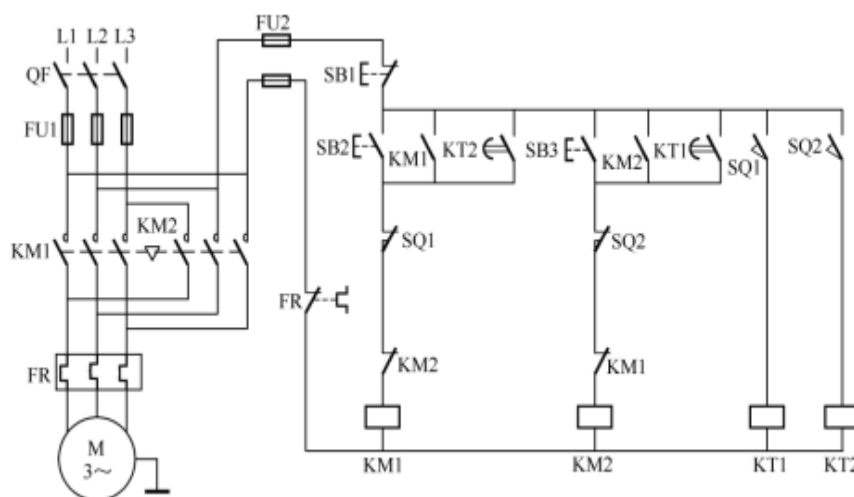 L1 L2 L3
QF
FU1
FU2
SB1
SB2
KM1
KT2
SB3
KM2
KT1
SQ1
SQ2
KM1
KM2
SQ1
SQ2
FR
FR
KM2
KM1
M
3～
KM1
KM2
KT1
KT2